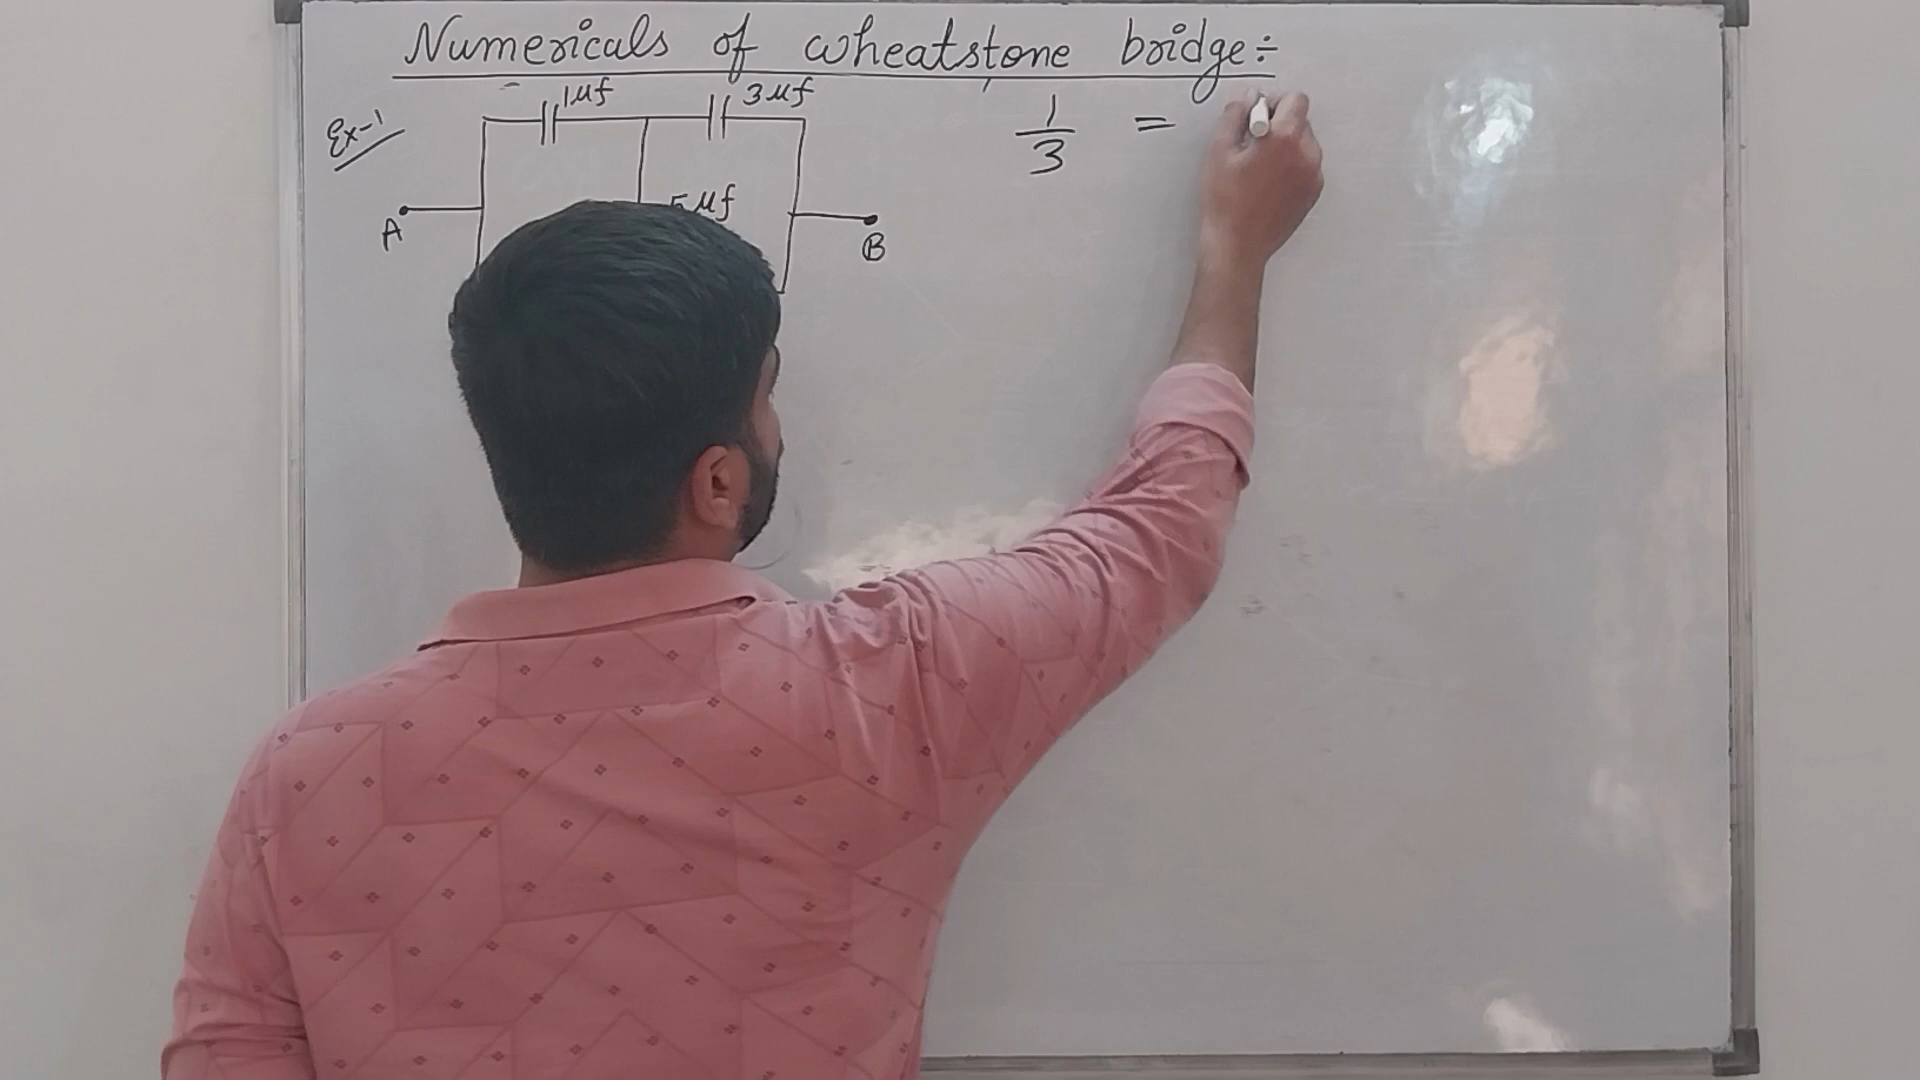 Numericals of wheatstone bridge÷
Ex-1
1μf 3μf
5μf
A B
1/3 =